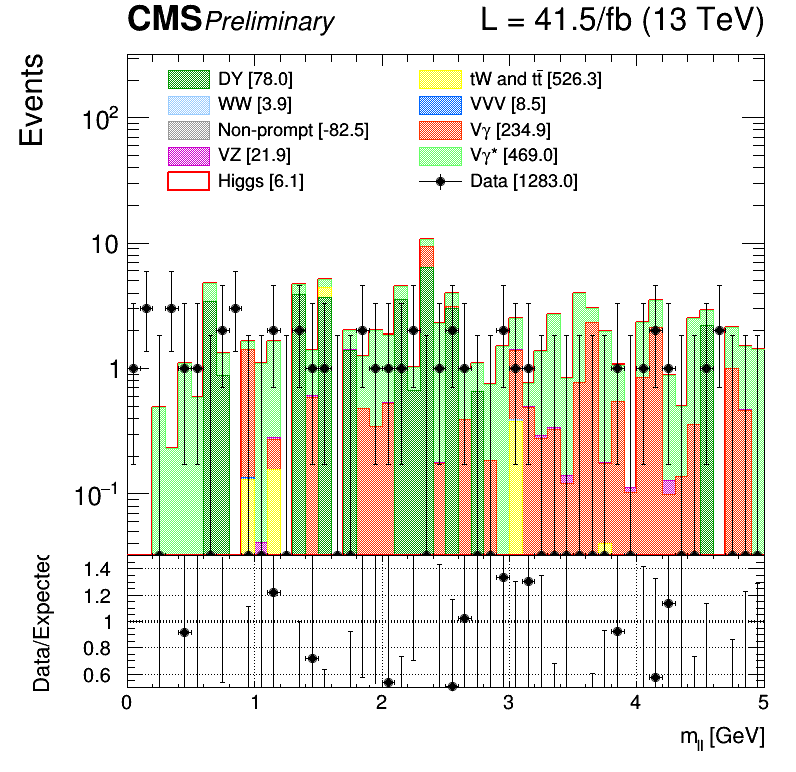 CMS Preliminary L = 41.5/fb (13 TeV)
Events
DY [78.0] tW and tt̄ [526.3]
WW [3.9] VVV [8.5]
Non-prompt [-82.5] Vγ [234.9]
VZ [21.9] Vγ* [469.0]
Higgs [6.1] Data [1283.0]
10²
10
1
10⁻¹
Data/Expected
1.4
1.2
1
0.8
0.6
0 1 2 3 4 5
m_ll [GeV]